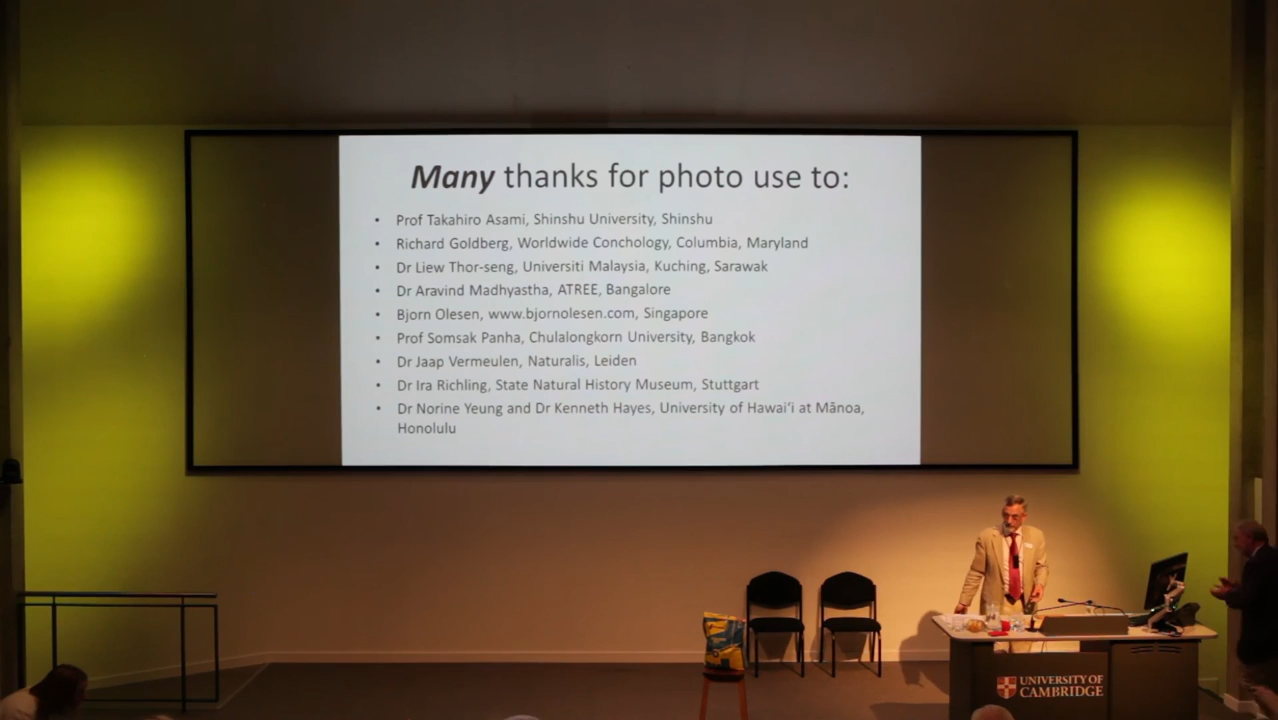 Many thanks for photo use to:
• Prof Takahiro Asami, Shinshu University, Shinshu
• Richard Goldberg, Worldwide Conchology, Columbia, Maryland
• Dr Liew Thor-seng, Universiti Malaysia, Kuching, Sarawak
• Dr Aravind Madhyastha, ATREE, Bangalore
• Bjorn Olesen, www.bjornolesen.com, Singapore
• Prof Somsak Panha, Chulalongkorn University, Bangkok
• Dr Jaap Vermeulen, Naturalis, Leiden
• Dr Ira Richling, State Natural History Museum, Stuttgart
• Dr Norine Yeung and Dr Kenneth Hayes, University of Hawai‘i at Mānoa,
Honolulu
UNIVERSITY OF
CAMBRIDGE